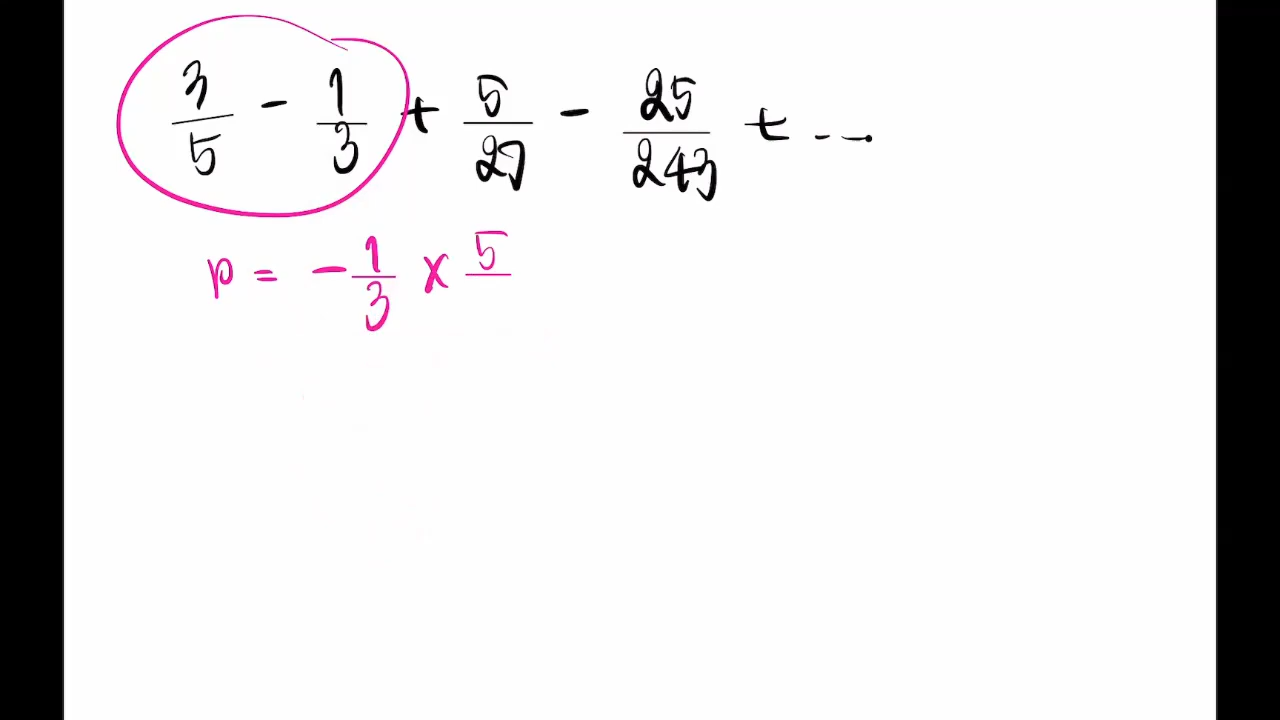 3/5 - 1/3 + 5/27 - 25/243 + ...
r = - 1/3 x 5/